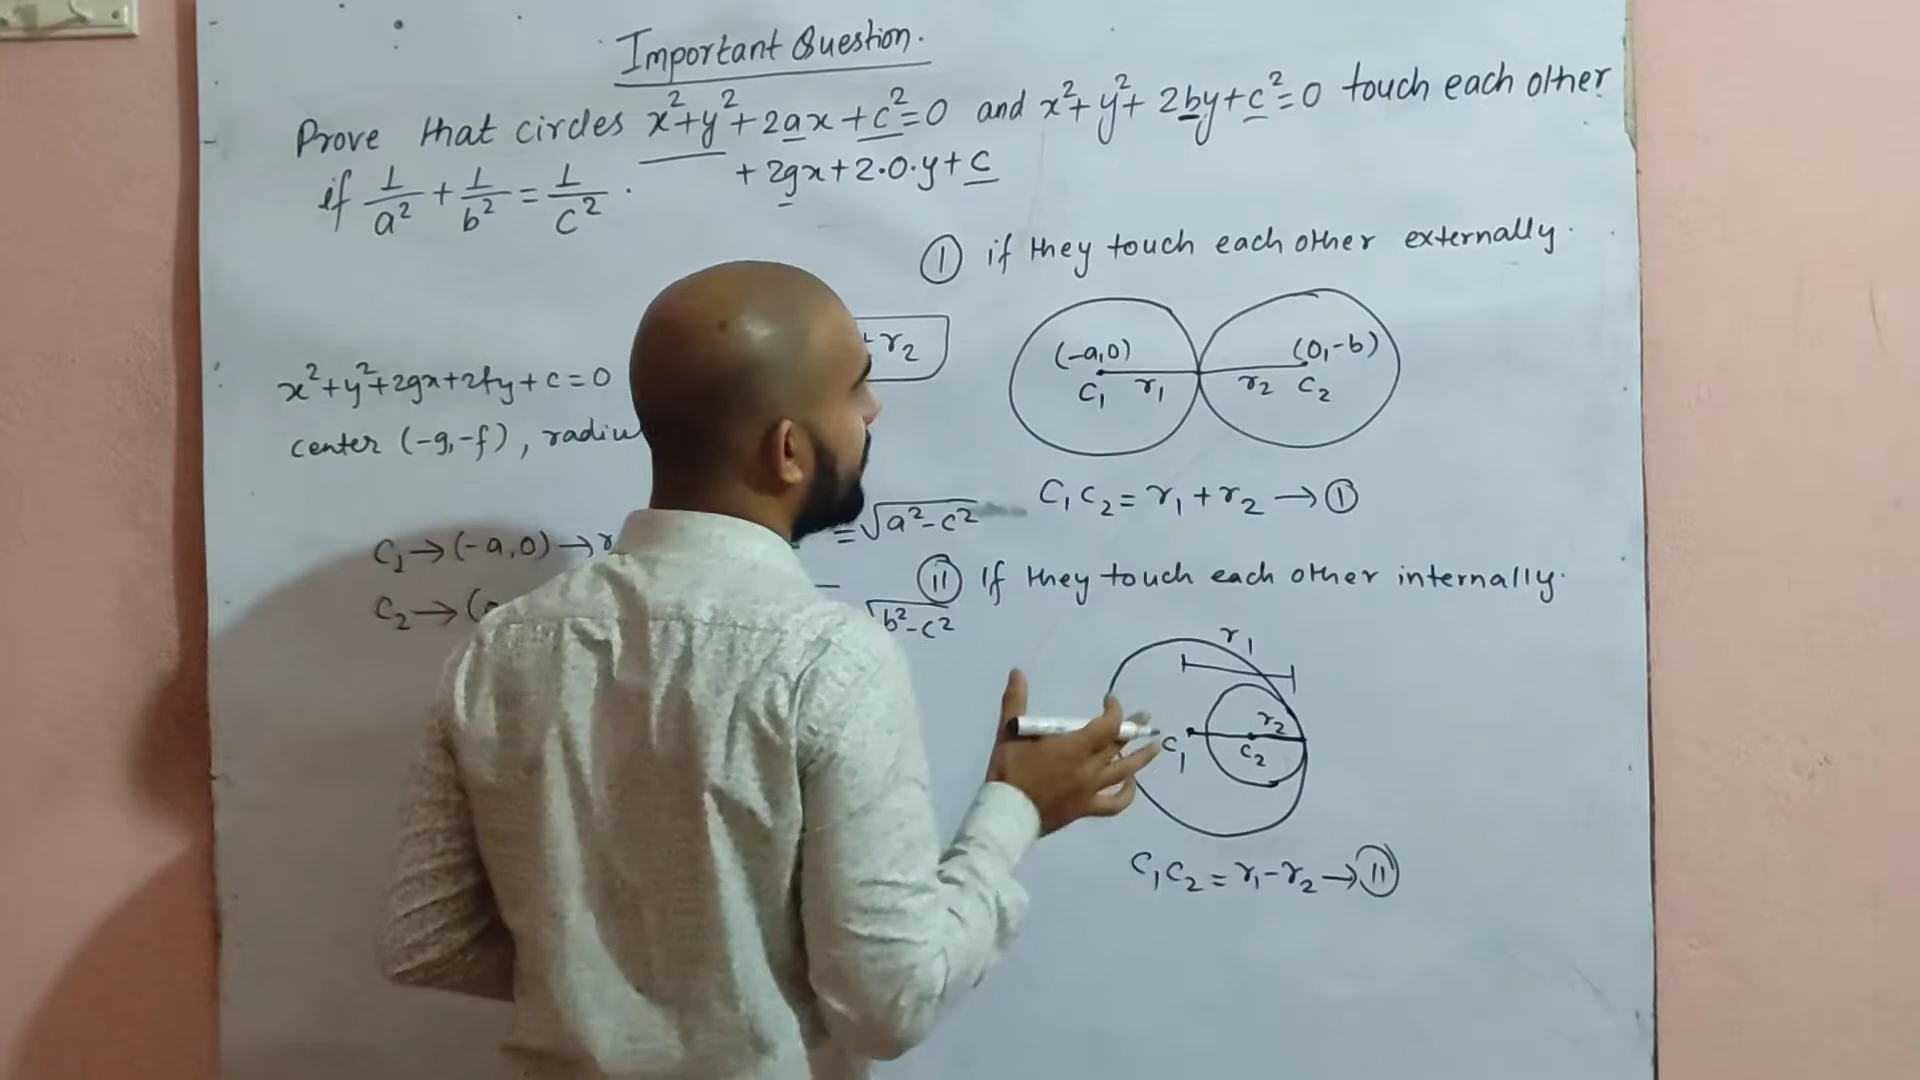 Important Question.
Prove that circles x²+y²+2ax+c²=0 and x²+y²+2by+c²=0 touch each other
if 1/a² + 1/b² = 1/c².
+2gx+2·0·y+c
① if they touch each other externally.
r₂
(-a,0) (0,-b)
C₁ r₁ r₂ C₂
x²+y²+2gx+2fy+c=0
center (-g,-f),
C₁C₂=r₁+r₂→①
=√a²-c²
C₁→(-a,0)→
⑪ If they touch each other internally.
C₂→(
√b²-c²
r₁
r₂
C₁ C₂
C₁C₂=r₁-r₂→⑪